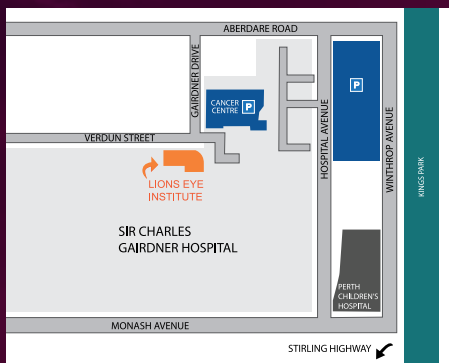 ABERDARE ROAD
GAIRDNER DRIVE
CANCER
CENTRE
P
P
VERDUN STREET
HOSPITAL AVENUE
WINTHROP AVENUE
KINGS PARK
LIONS EYE
INSTITUTE
SIR CHARLES
GAIRDNER HOSPITAL
PERTH
CHILDREN'S
HOSPITAL
MONASH AVENUE
STIRLING HIGHWAY